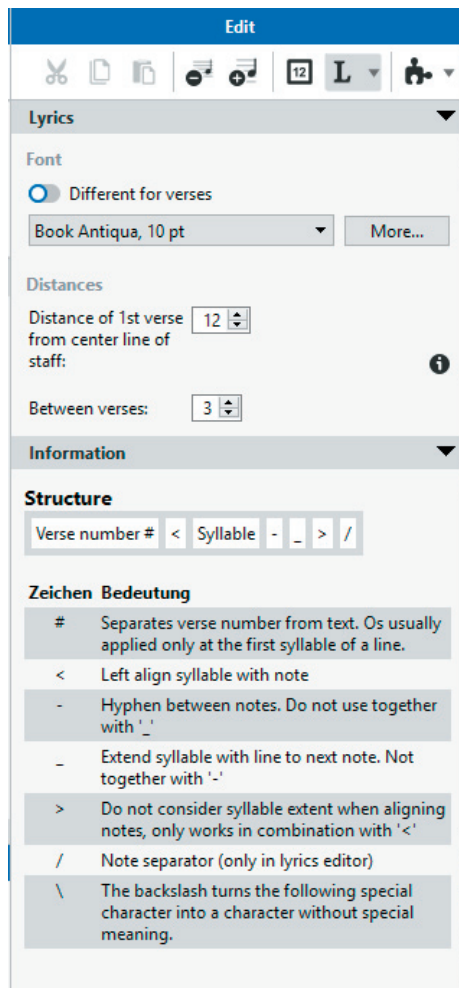 Edit
12 L
Lyrics
Font
Different for verses
Book Antiqua, 10 pt More...
Distances
Distance of 1st verse 12
from center line of
staff:
Between verses: 3
Information
Structure
Verse number # < Syllable - _ > /
Zeichen Bedeutung
# Separates verse number from text. Os usually
applied only at the first syllable of a line.
< Left align syllable with note
- Hyphen between notes. Do not use together
with '_'
_ Extend syllable with line to next note. Not
together with '-'
> Do not consider syllable extent when aligning
notes, only works in combination with '<'
/ Note separator (only in lyrics editor)
\ The backslash turns the following special
character into a character without special
meaning.